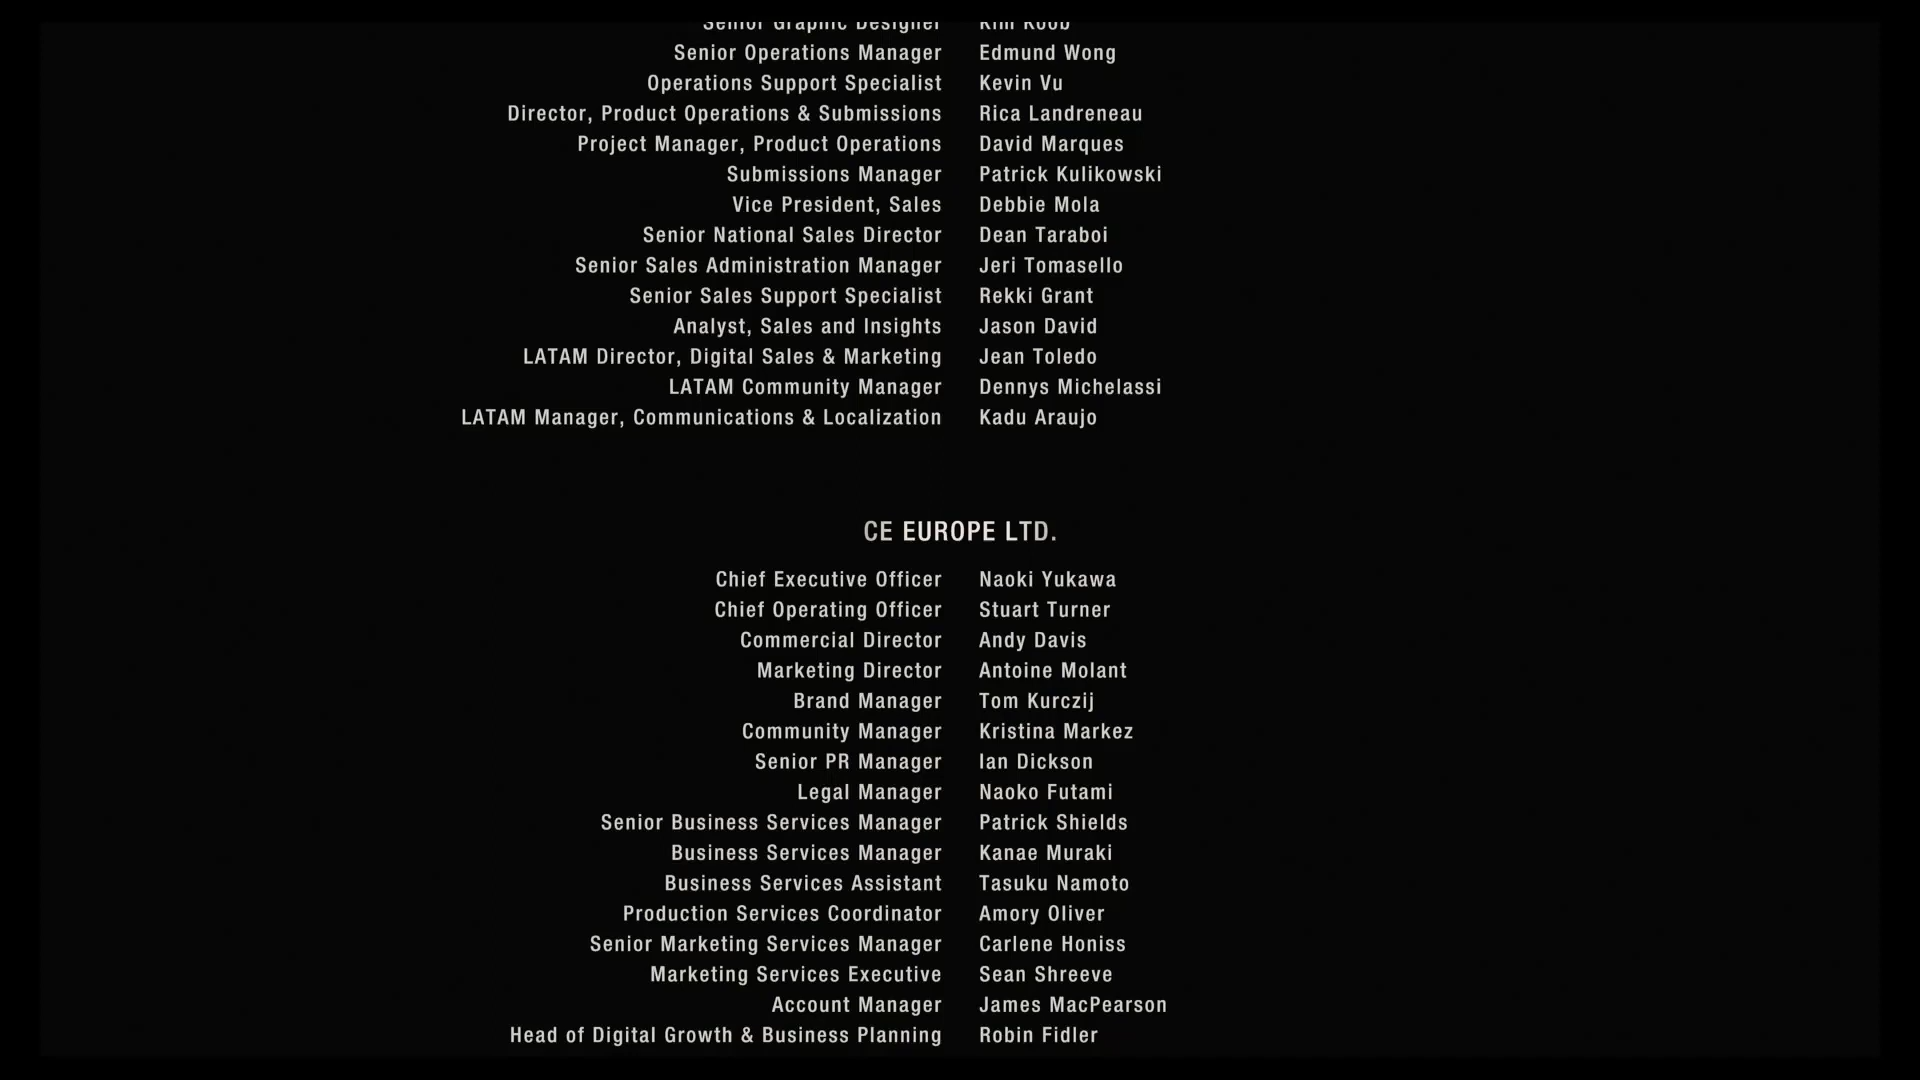 Senior Graphic Designer Kim Koob
Senior Operations Manager Edmund Wong
Operations Support Specialist Kevin Vu
Director, Product Operations & Submissions Rica Landreneau
Project Manager, Product Operations David Marques
Submissions Manager Patrick Kulikowski
Vice President, Sales Debbie Mola
Senior National Sales Director Dean Taraboi
Senior Sales Administration Manager Jeri Tomasello
Senior Sales Support Specialist Rekki Grant
Analyst, Sales and Insights Jason David
LATAM Director, Digital Sales & Marketing Jean Toledo
LATAM Community Manager Dennys Michelassi
LATAM Manager, Communications & Localization Kadu Araujo
CE EUROPE LTD.
Chief Executive Officer Naoki Yukawa
Chief Operating Officer Stuart Turner
Commercial Director Andy Davis
Marketing Director Antoine Molant
Brand Manager Tom Kurczij
Community Manager Kristina Markez
Senior PR Manager Ian Dickson
Legal Manager Naoko Futami
Senior Business Services Manager Patrick Shields
Business Services Manager Kanae Muraki
Business Services Assistant Tasuku Namoto
Production Services Coordinator Amory Oliver
Senior Marketing Services Manager Carlene Honiss
Marketing Services Executive Sean Shreeve
Account Manager James MacPearson
Head of Digital Growth & Business Planning Robin Fidler